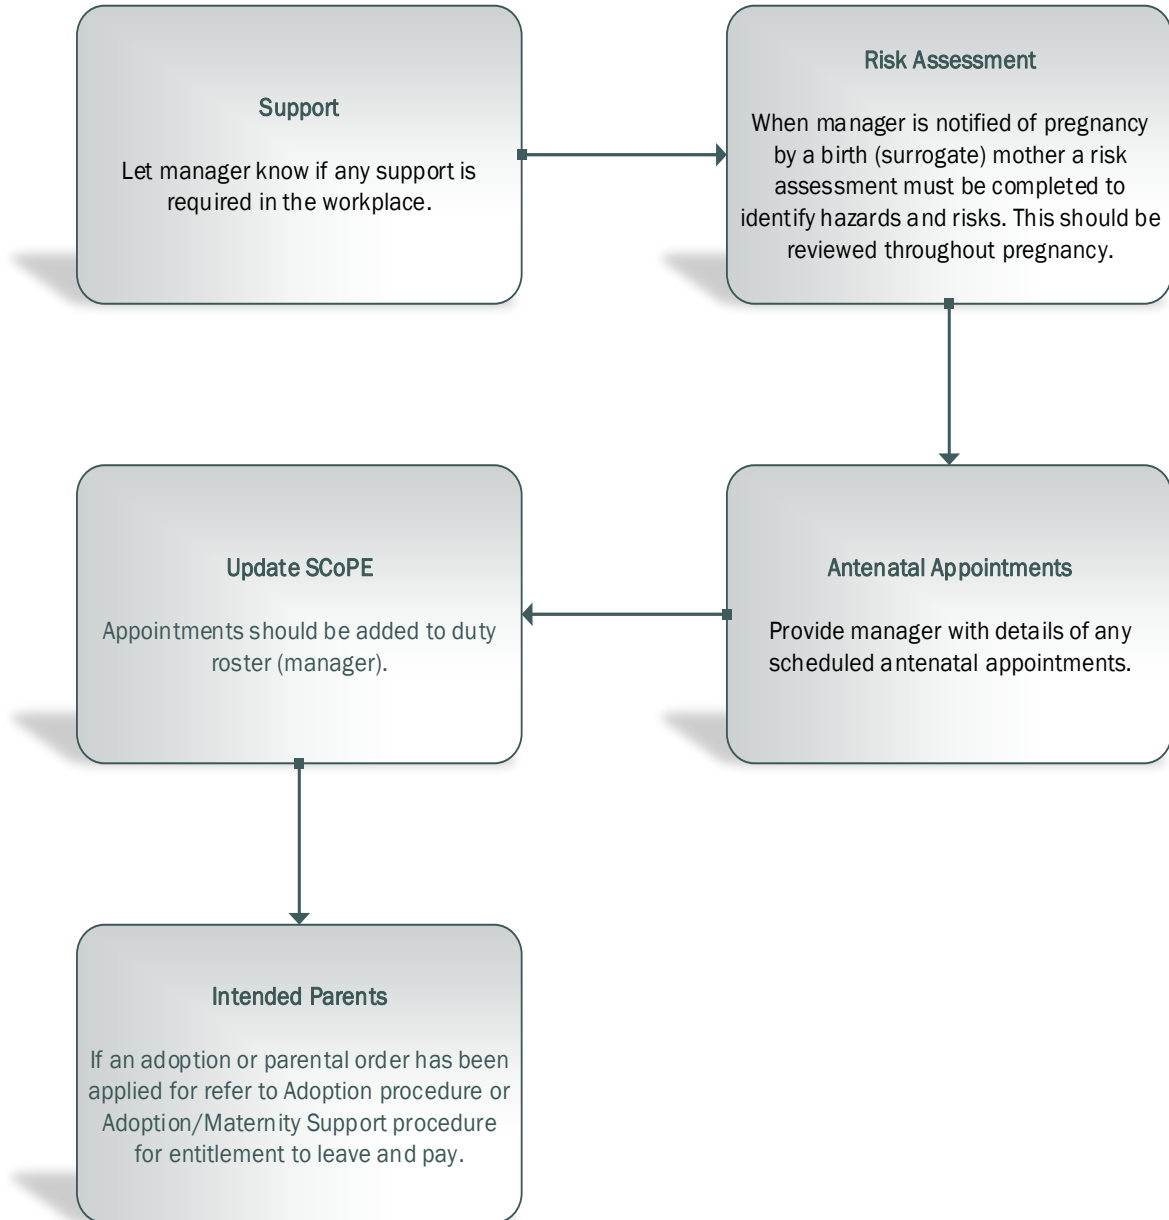 Support
Let manager know if any support is
required in the workplace.
Risk Assessment
When manager is notified of pregnancy
by a birth (surrogate) mother a risk
assessment must be completed to
identify hazards and risks. This should be
reviewed throughout pregnancy.
Antenatal Appointments
Provide manager with details of any
scheduled antenatal appointments.
Update SCoPE
Appointments should be added to duty
roster (manager).
Intended Parents
If an adoption or parental order has been
applied for refer to Adoption procedure or
Adoption/Maternity Support procedure
for entitlement to leave and pay.